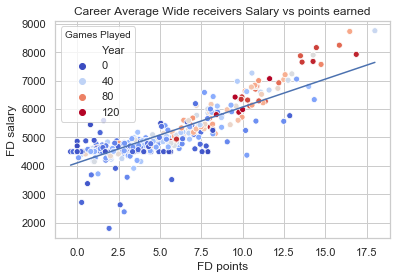 Career Average Wide receivers Salary vs points earned
9000
8000
7000
6000
5000
4000
3000
2000
FD salary
Games Played
Year
0
40
80
120
0.0 2.5 5.0 7.5 10.0 12.5 15.0 17.5
FD points